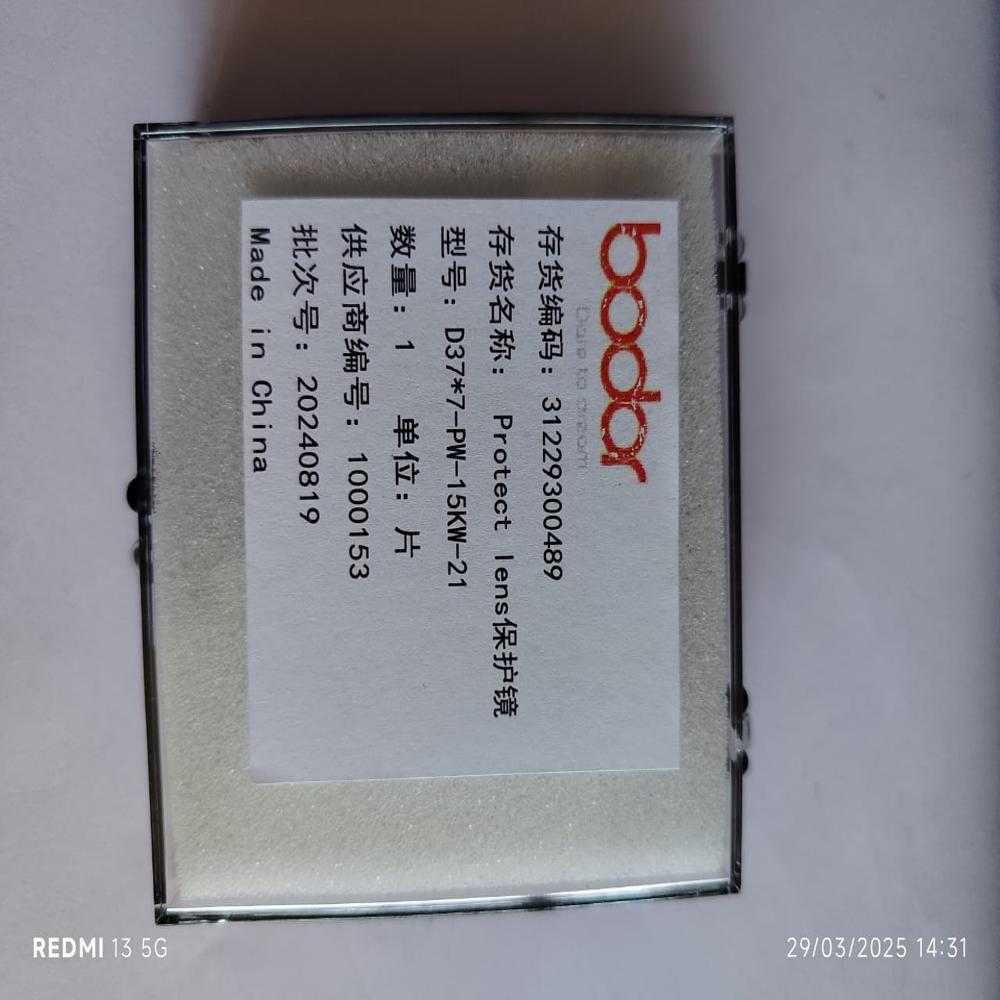 bodor
Dare to dream
存货编码：31229300489
存货名称： Protect lens保护镜
型号：D37*7-PW-15KW-21
数量：1 单位：片
供应商编号：1000153
批次号：20240819
Made in China
REDMI 13 5G
29/03/2025 14:31